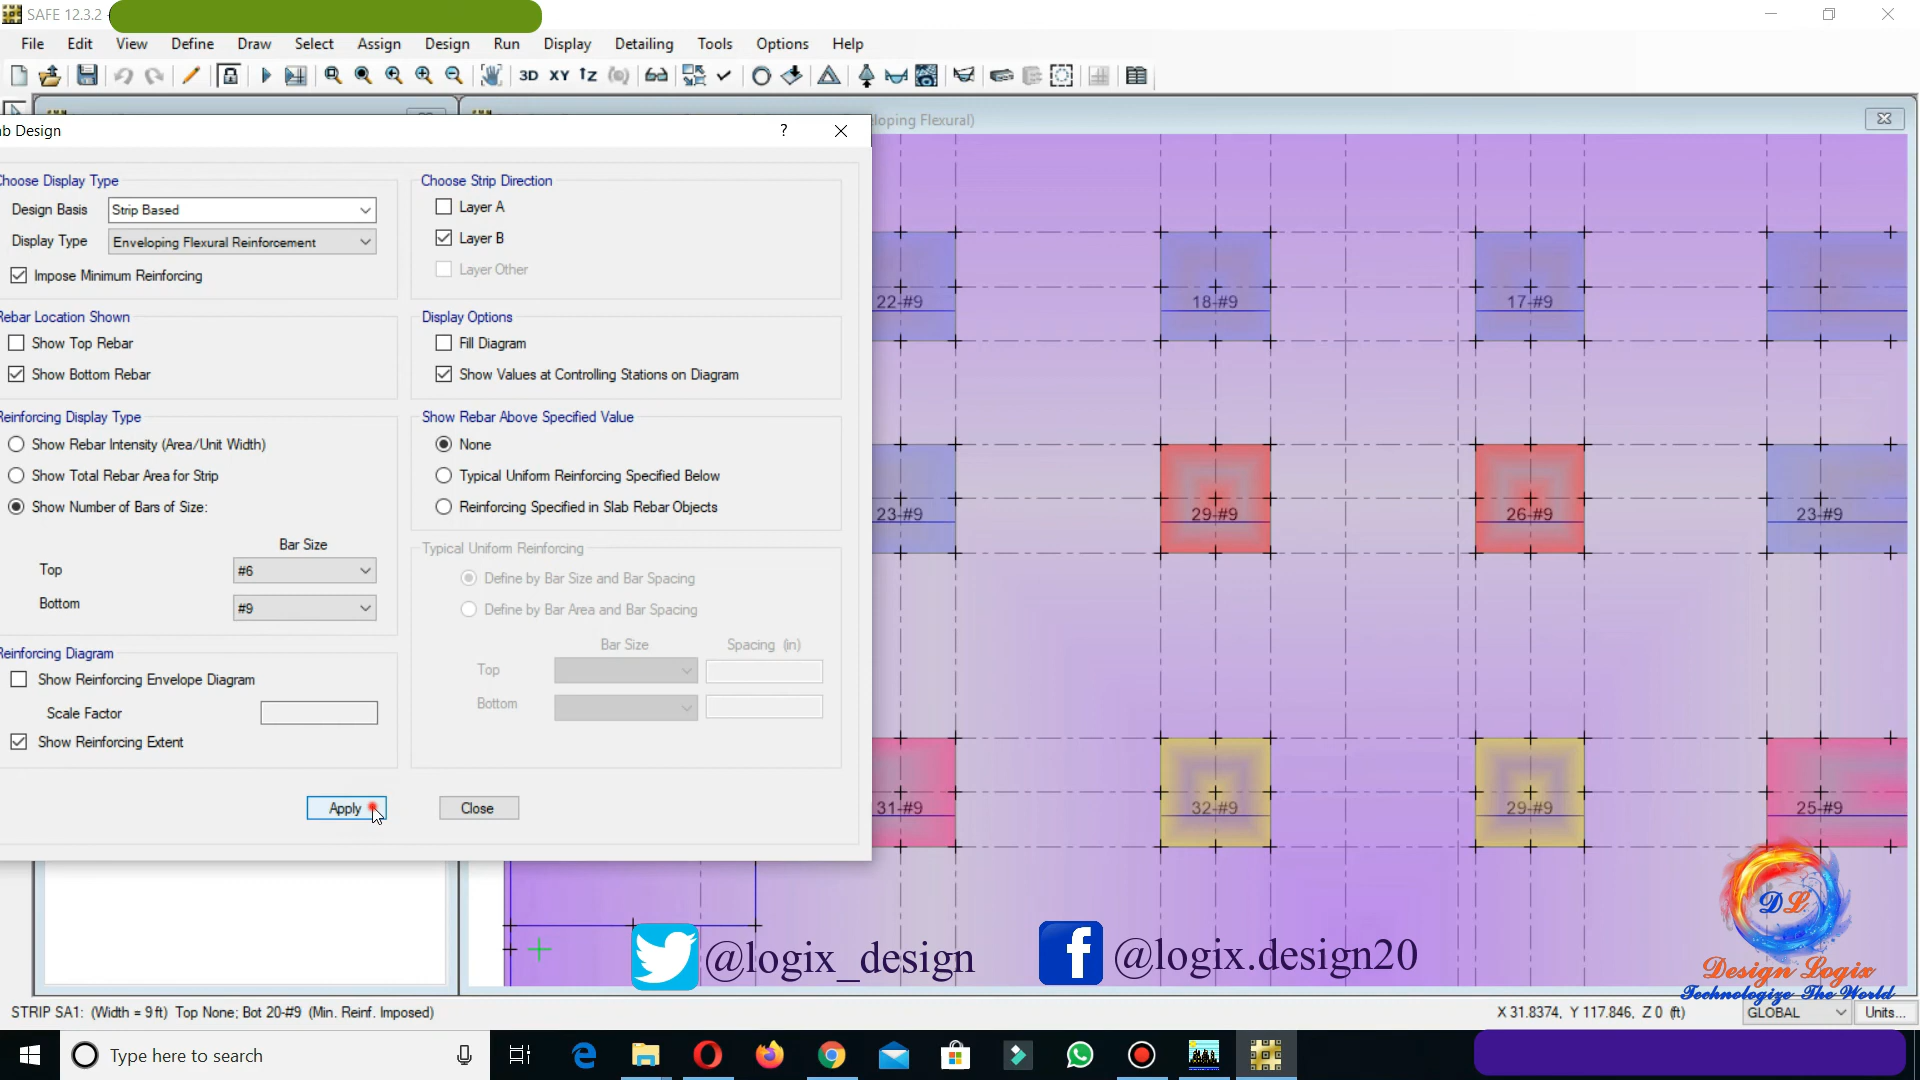 SAFE 12.3.2
File Edit View Define Draw Select Assign Design Run Display Detailing Tools Options Help
3D XY
ab Design
?
eloping Flexural)
Choose Display Type
Design Basis Strip Based
Display Type Enveloping Flexural Reinforcement
Impose Minimum Reinforcing
Rebar Location Shown
Show Top Rebar
Show Bottom Rebar
Reinforcing Display Type
Show Rebar Intensity (Area/Unit Width)
Show Total Rebar Area for Strip
Show Number of Bars of Size:
Bar Size
Top #6
Bottom #9
Reinforcing Diagram
Show Reinforcing Envelope Diagram
Scale Factor
Show Reinforcing Extent
Choose Strip Direction
Layer A
Layer B
Layer Other
Display Options
Fill Diagram
Show Values at Controlling Stations on Diagram
Show Rebar Above Specified Value
None
Typical Uniform Reinforcing Specified Below
Reinforcing Specified in Slab Rebar Objects
Typical Uniform Reinforcing
Define by Bar Size and Bar Spacing
Define by Bar Area and Bar Spacing
Bar Size Spacing (in)
Top
Bottom
Apply Close
22-#9 18-#9 17-#9
23-#9 29-#9 26-#9 23-#9
31-#9 32-#9 29-#9 25-#9
@logix_design @logix.design20
DL
Design Logix
Technologize The World
STRIP SA1: (Width = 9 ft) Top None; Bot 20-#9 (Min. Reinf. Imposed)
X 31.8374, Y 117.846, Z 0 (ft) GLOBAL Units...
Type here to search